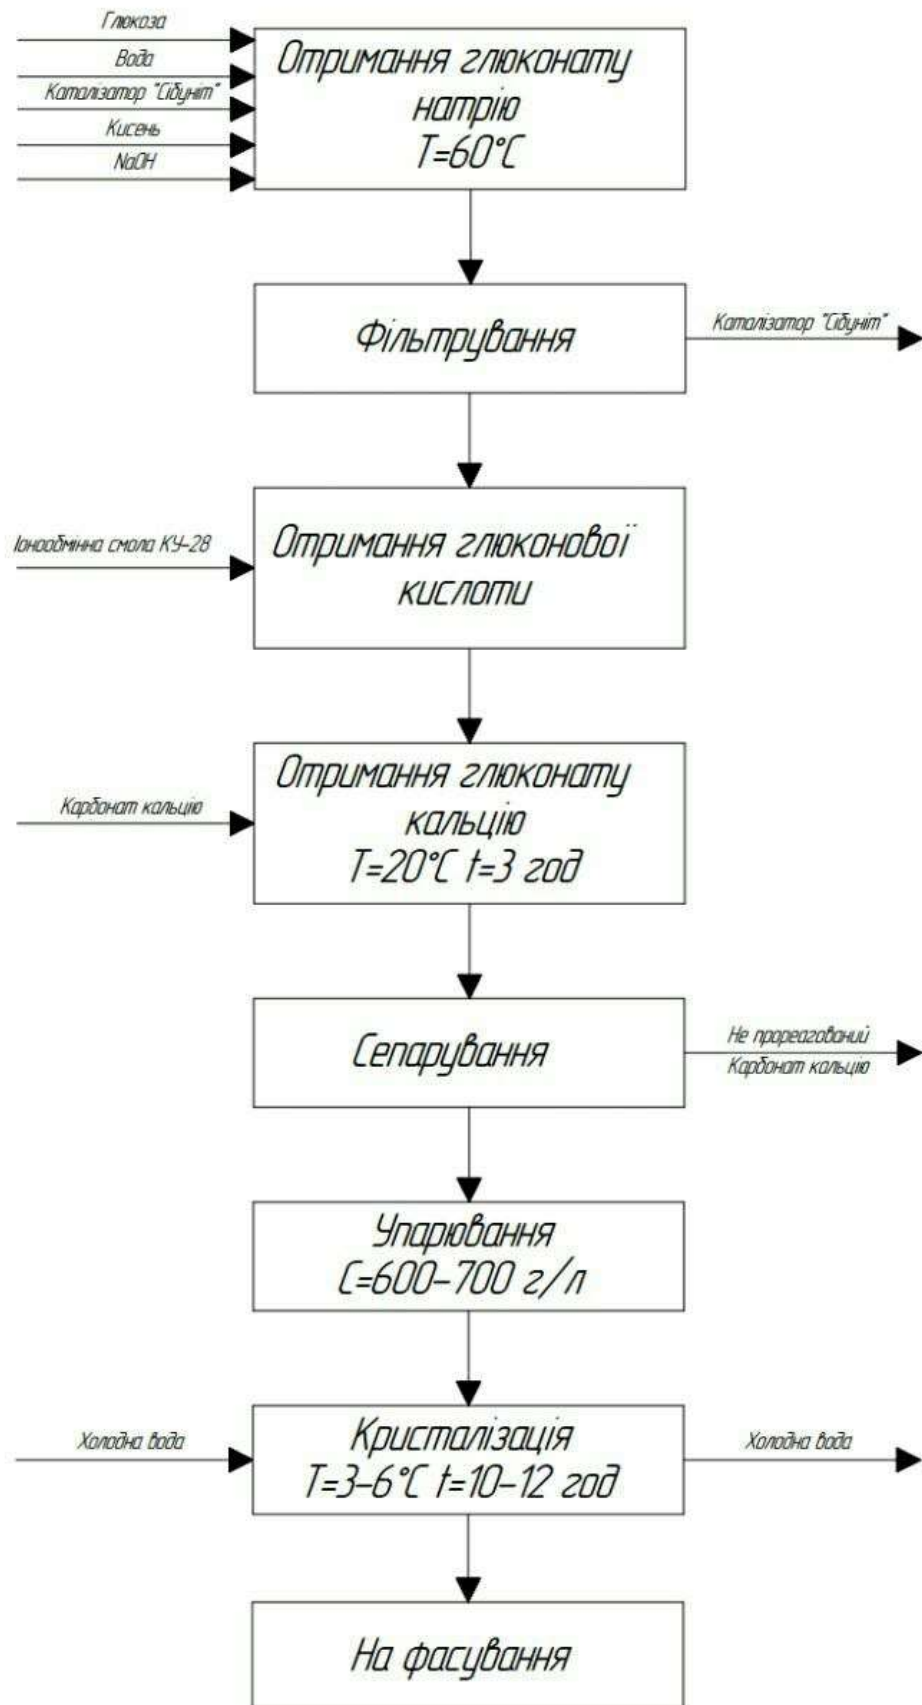 Глюкоза
Вода
Каталізатор "Сібуніт"
Кисень
NaOH
Отримання глюконату
натрію
T=60°C
Фільтрування
Каталізатор "Сібуніт"
Іонообмінна смола КУ-28
Отримання глюконової
кислоти
Карбонат кальцію
Отримання глюконату
кальцію
T=20°C t=3 год
Сепарування
Не прореагований
Карбонат кальцію
Упарювання
C=600-700 г/л
Холодна вода
Кристалізація
T=3-6°C t=10-12 год
Холодна вода
На фасування